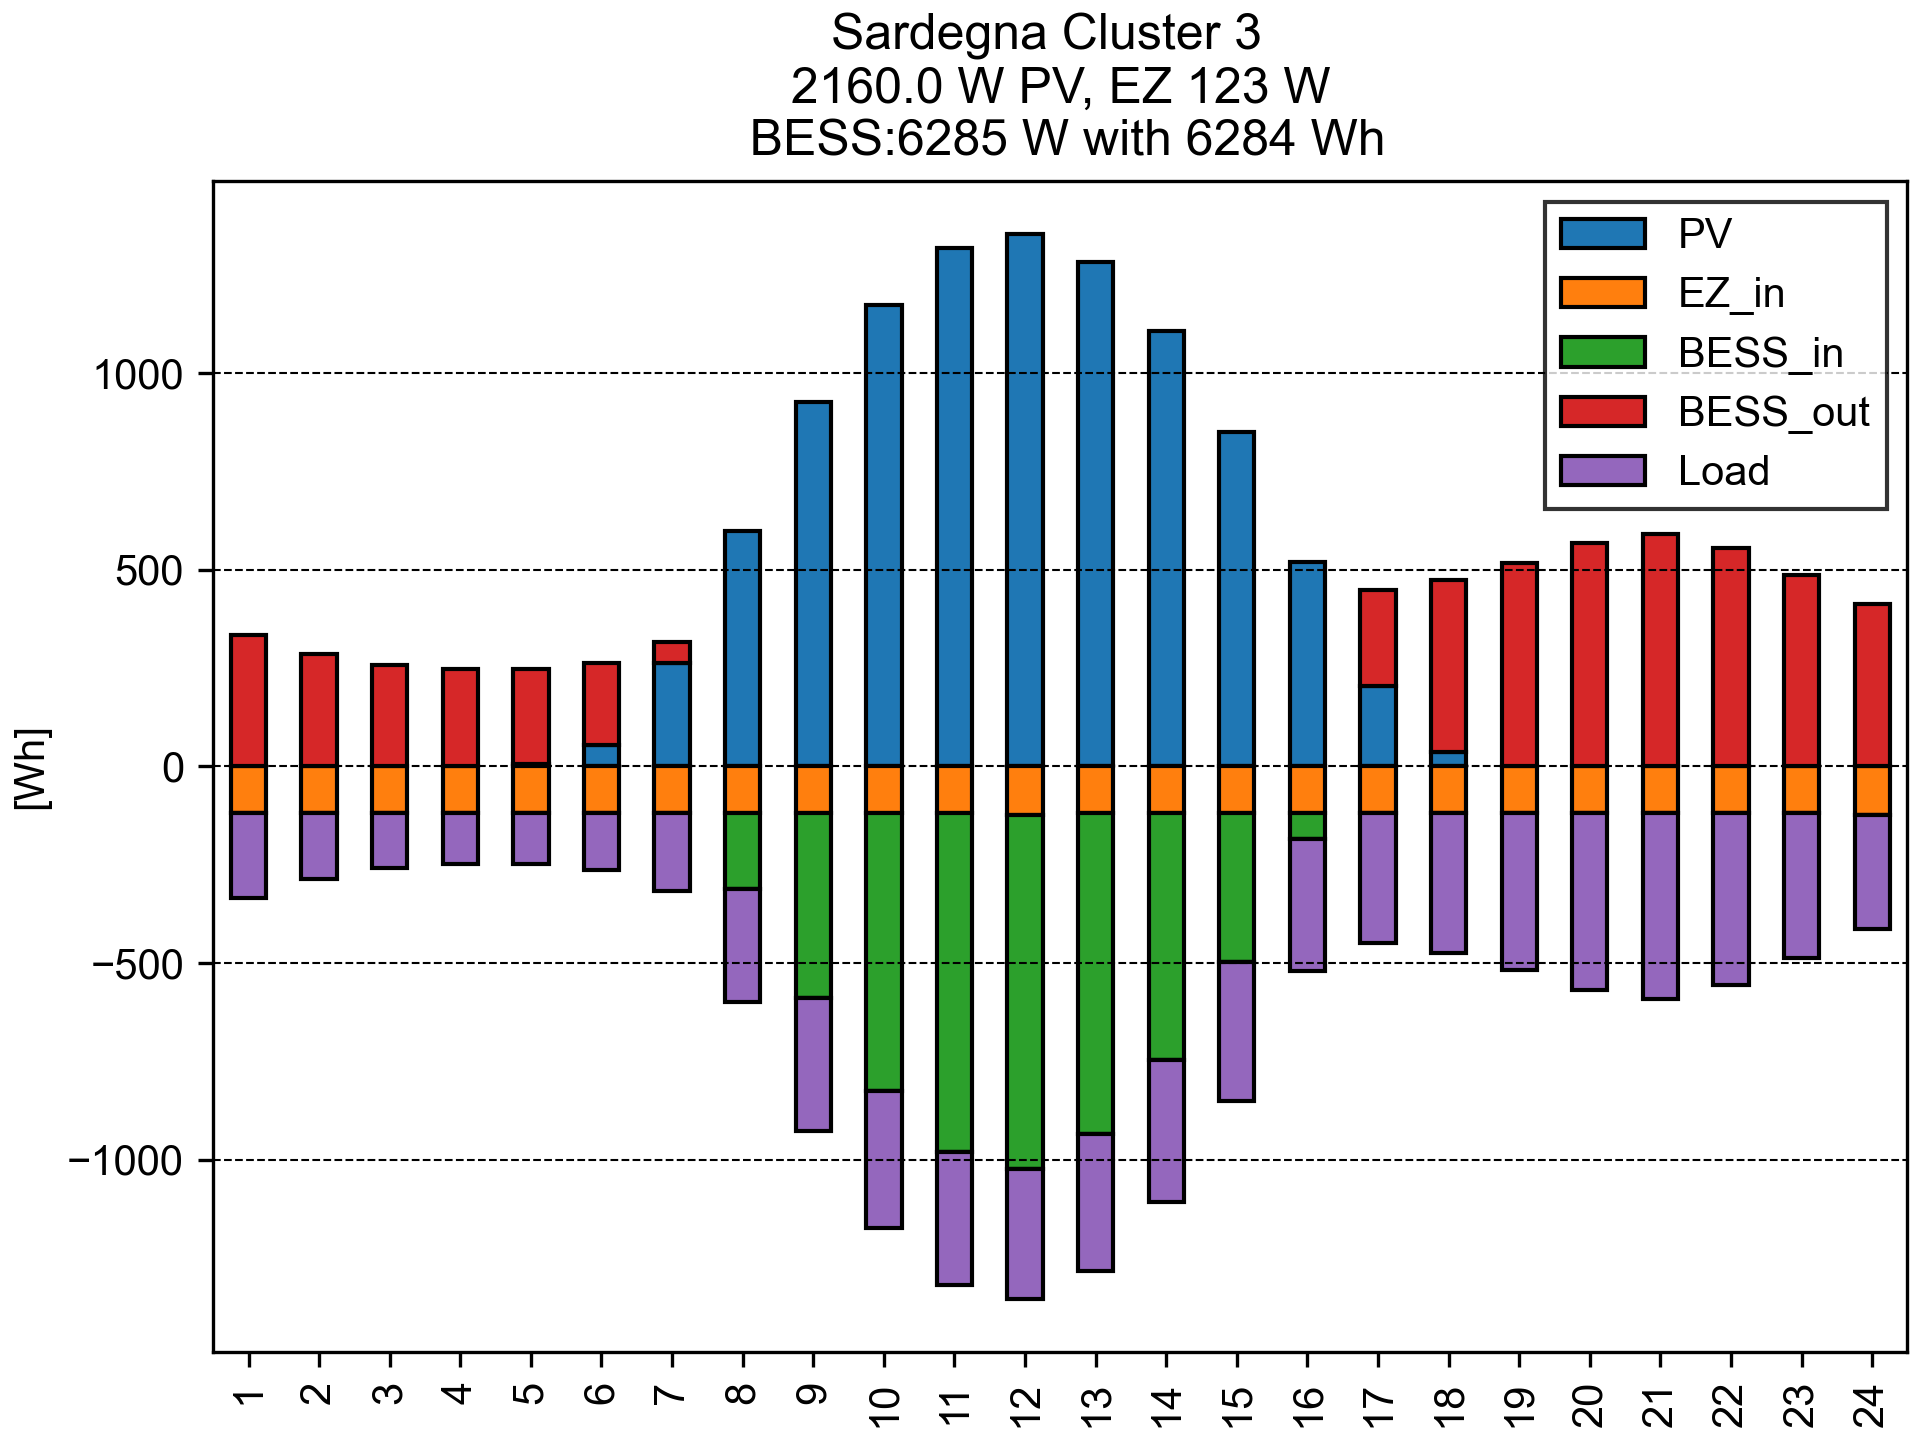 Sardegna Cluster 3
2160.0 W PV, EZ 123 W
BESS:6285 W with 6284 Wh
PV
EZ_in
BESS_in
BESS_out
Load
1000
500
0
−500
−1000
[Wh]
1 2 3 4 5 6 7 8 9 10 11 12 13 14 15 16 17 18 19 20 21 22 23 24